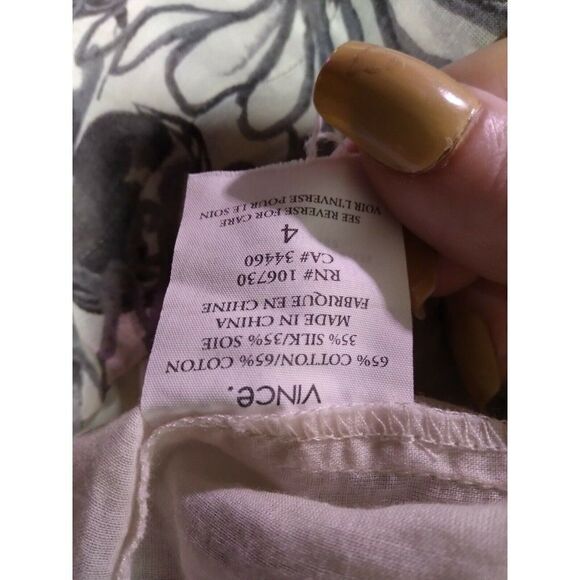 VINCE.
65% COTTON/65% COTON
35% SILK/35% SOIE
MADE IN CHINA
FABRIQUE EN CHINE
RN# 106730
CA# 34460
4
SEE REVERSE FOR CARE
VOIR L'INVERSE POUR LE SOIN